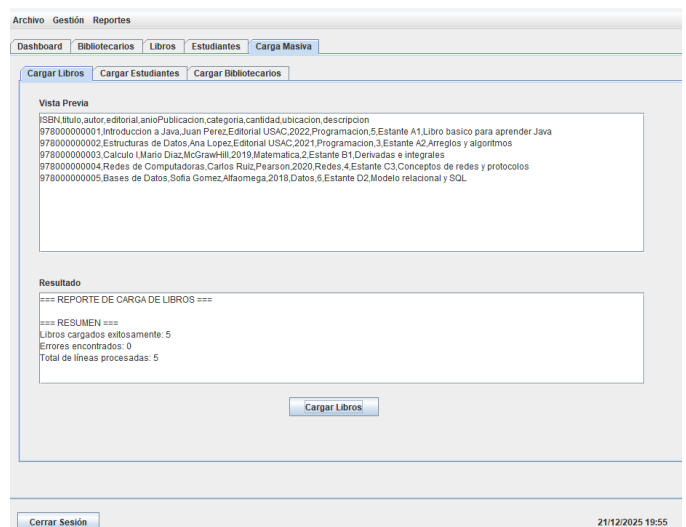 Archivo Gestión Reportes
Dashboard Bibliotecarios Libros Estudiantes Carga Masiva
Cargar Libros Cargar Estudiantes Cargar Bibliotecarios
Vista Previa
ISBN,titulo,autor,editorial,anioPublicacion,categoria,cantidad,ubicacion,descripcion
978000000001,Introduccion a Java,Juan Perez,Editorial USAC,2022,Programacion,5,Estante A1,Libro basico para aprender Java
978000000002,Estructuras de Datos,Ana Lopez,Editorial USAC,2021,Programacion,3,Estante A2,Arreglos y algoritmos
978000000003,Calculo I,Mario Diaz,McGrawHill,2019,Matematica,2,Estante B1,Derivadas e integrales
978000000004,Redes de Computadoras,Carlos Ruiz,Pearson,2020,Redes,4,Estante C3,Conceptos de redes y protocolos
978000000005,Bases de Datos,Sofia Gomez,Alfaomega,2018,Datos,6,Estante D2,Modelo relacional y SQL
Resultado
=== REPORTE DE CARGA DE LIBROS ===
=== RESUMEN ===
Libros cargados exitosamente: 5
Errores encontrados: 0
Total de líneas procesadas: 5
Cargar Libros
Cerrar Sesión 21/12/2025 19:55